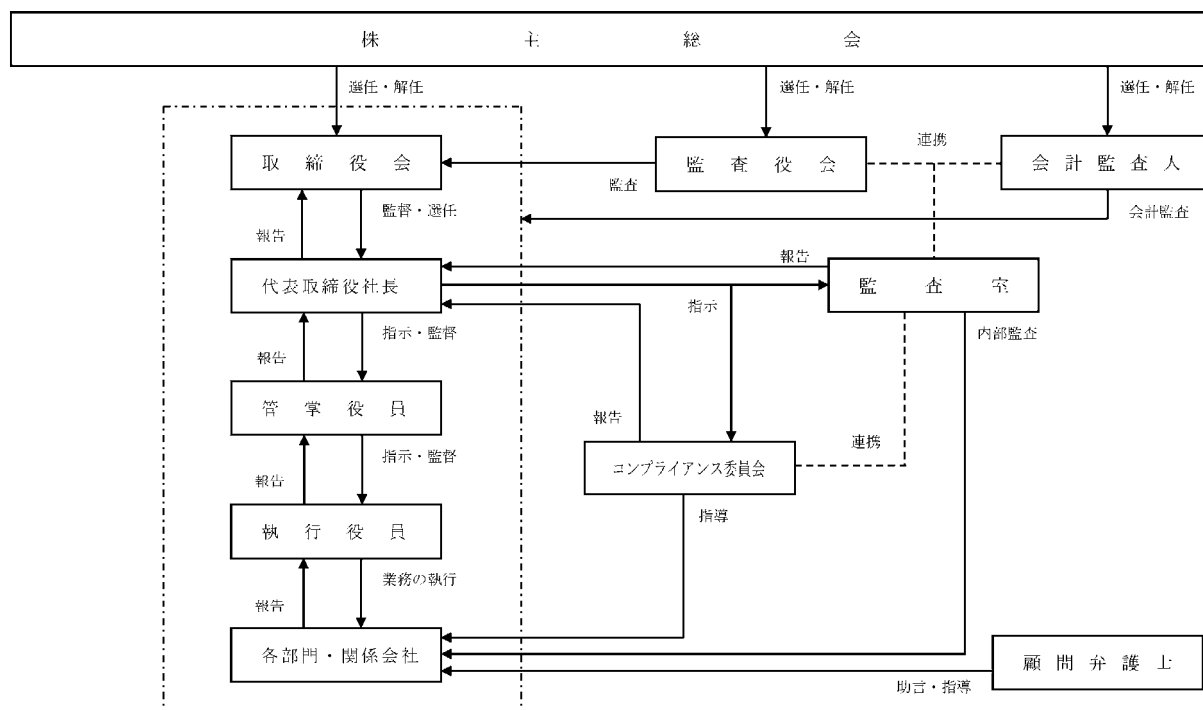 株主総会
選任・解任
選任・解任
選任・解任
取締役会
監査役会
連携
会計監査人
監査
監督・選任
会計監査
報告
報告
代表取締役社長
監査室
指示
指示・監督
内部監査
報告
管掌役員
報告
連携
コンプライアンス委員会
指示・監督
報告
指導
執行役員
業務の執行
報告
各部門・関係会社
顧問弁護士
助言・指導